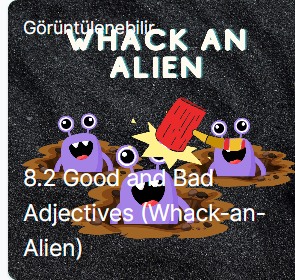 Görüntülenebilir
WHACK AN
ALIEN
8.2 Good and Bad
Adjectives (Whack-an-
Alien)